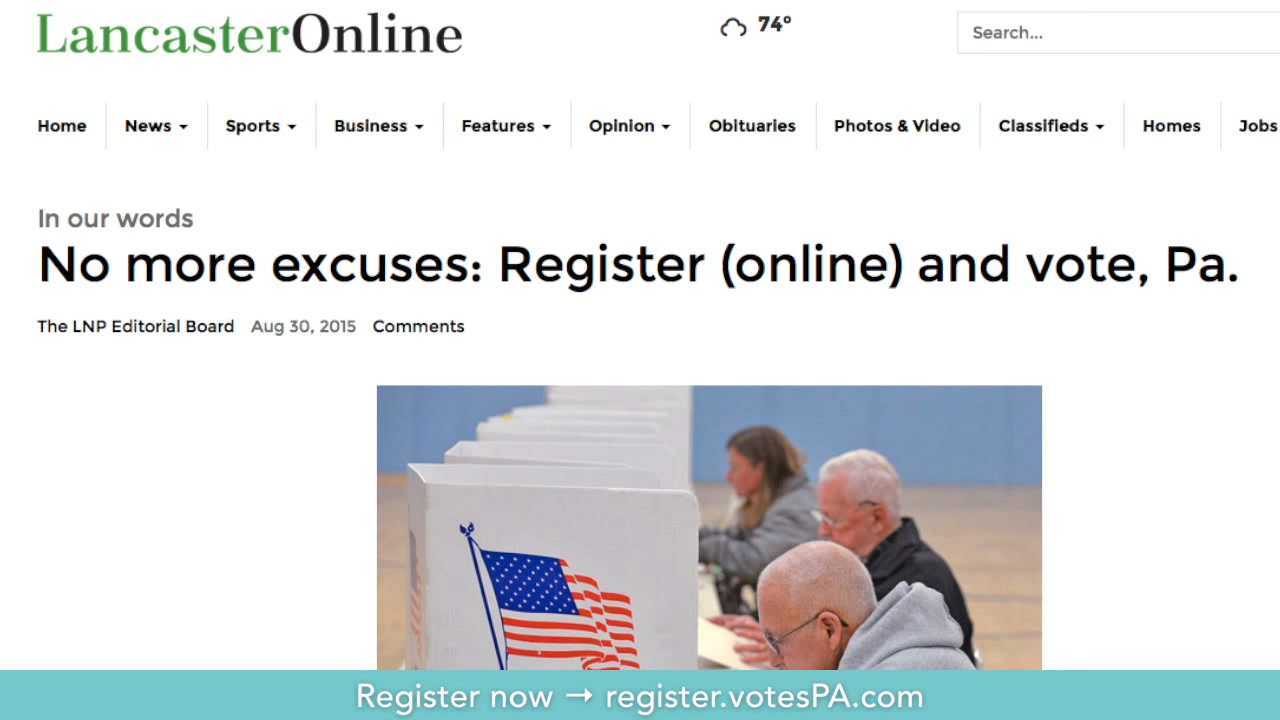 LancasterOnline
74°
Search...
Home News Sports Business Features Opinion Obituaries Photos & Video Classifieds Homes Jobs
In our words
No more excuses: Register (online) and vote, Pa.
The LNP Editorial Board Aug 30, 2015 Comments
Register now → register.votesPA.com